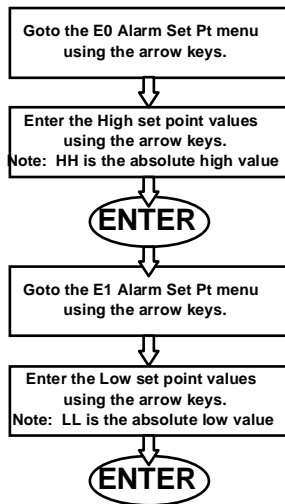 Goto the E0 Alarm Set Pt menu
using the arrow keys.
Enter the High set point values
using the arrow keys.
Note: HH is the absolute high value
ENTER
Goto the E1 Alarm Set Pt menu
using the arrow keys.
Enter the Low set point values
using the arrow keys.
Note: LL is the absolute low value
ENTER